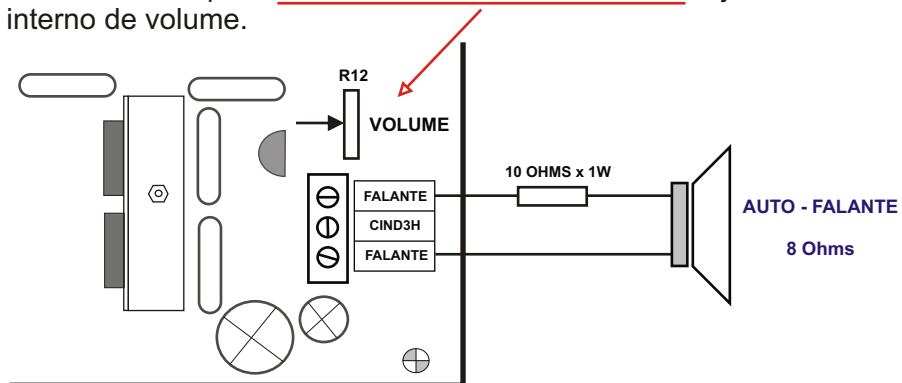 interno de volume.
R12
VOLUME
10 OHMS x 1W
FALANTE
CIND3H
FALANTE
AUTO - FALANTE
8 Ohms